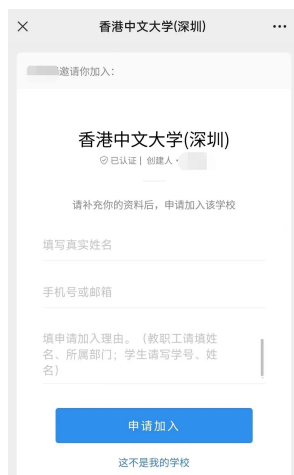 香港中文大学(深圳)
邀请你加入：
香港中文大学(深圳)
已认证 | 创建人·
请补充你的资料后，申请加入该学校
填写真实姓名
手机号或邮箱
填申请加入理由。（教职工请填姓
名、所属部门；学生请写学号、姓
名）
申请加入
这不是我的学校